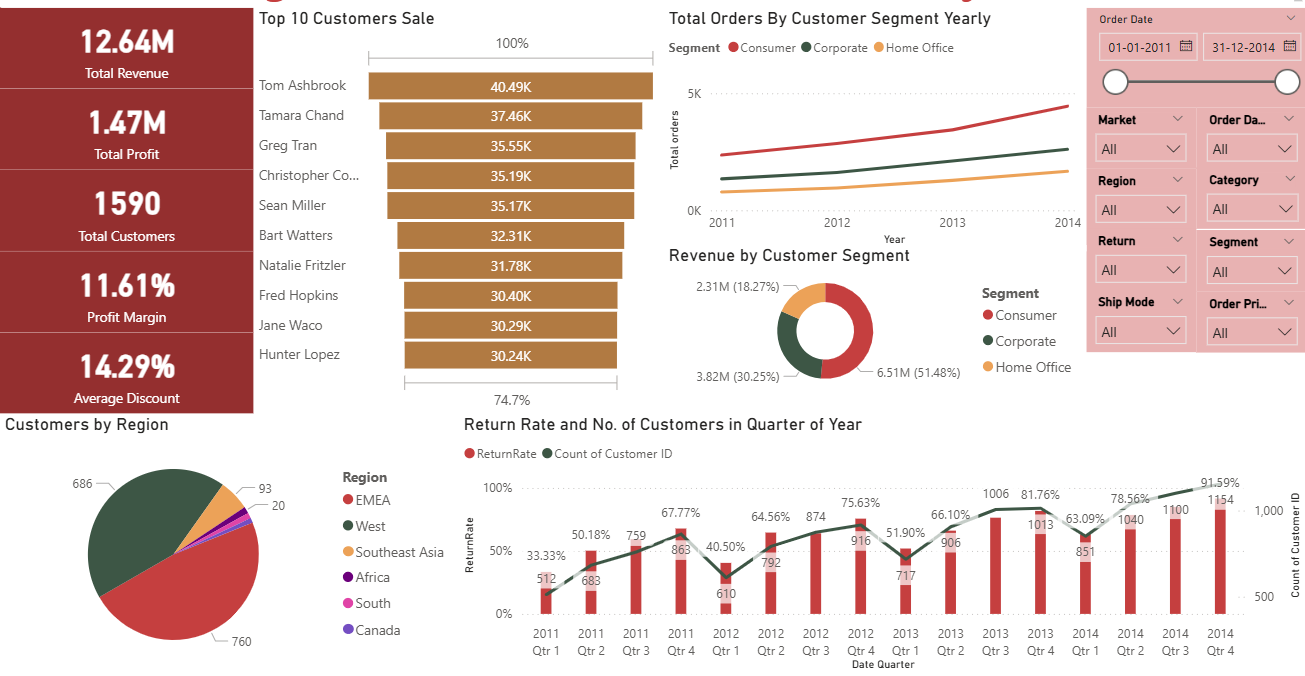 12.64M
Total Revenue
1.47M
Total Profit
1590
Total Customers
11.61%
Profit Margin
14.29%
Average Discount
Top 10 Customers Sale
100%
Tom Ashbrook 40.49K
Tamara Chand 37.46K
Greg Tran 35.55K
Christopher Co... 35.19K
Sean Miller 35.17K
Bart Watters 32.31K
Natalie Fritzler 31.78K
Fred Hopkins 30.40K
Jane Waco 30.29K
Hunter Lopez 30.24K
74.7%
Total Orders By Customer Segment Yearly
Segment Consumer Corporate Home Office
Total orders
5K
0K
2011 2012 2013 2014
Year
Revenue by Customer Segment
2.31M (18.27%)
3.82M (30.25%)
6.51M (51.48%)
Segment
Consumer
Corporate
Home Office
Order Date
01-01-2011 31-12-2014
Market Order Da...
All All
Region Category
All All
Return Segment
All All
Ship Mode Order Pri...
All All
Customers by Region
686
93
20
760
Region
EMEA
West
Southeast Asia
Africa
South
Canada
Return Rate and No. of Customers in Quarter of Year
ReturnRate Count of Customer ID
ReturnRate
100%
50%
0%
33.33% 50.18% 67.77% 40.50% 64.56% 75.63% 51.90% 66.10% 81.76% 63.09% 78.56% 91.59%
512 683 759 863 610 792 874 916 717 906 1006 1013 851 1040 1100 1154
1,000
500
Count of Customer ID
2011 2011 2011 2011 2012 2012 2012 2012 2013 2013 2013 2013 2014 2014 2014 2014
Qtr 1 Qtr 2 Qtr 3 Qtr 4 Qtr 1 Qtr 2 Qtr 3 Qtr 4 Qtr 1 Qtr 2 Qtr 3 Qtr 4 Qtr 1 Qtr 2 Qtr 3 Qtr 4
Date Quarter